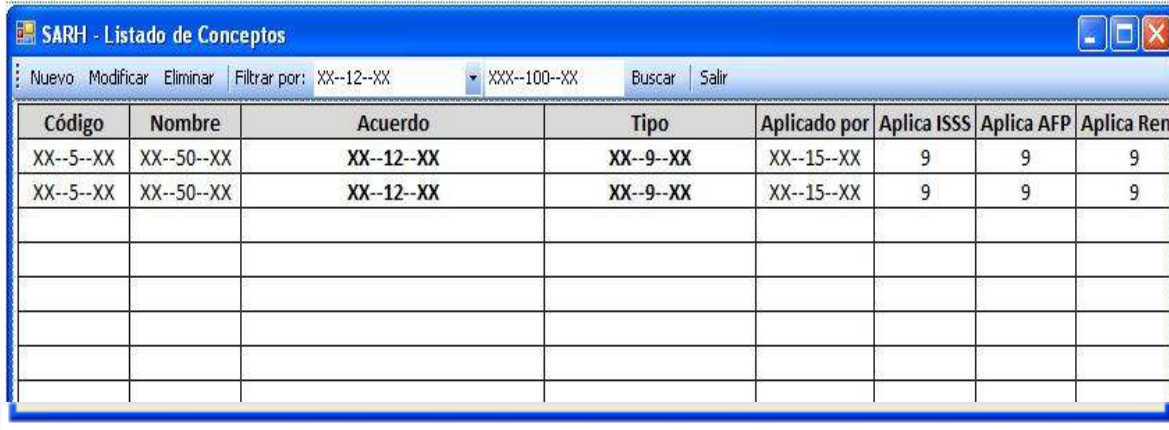 SARH - Listado de Conceptos
Nuevo Modificar Eliminar Filtrar por: XX--12--XX XXX--100--XX Buscar Salir
Código Nombre Acuerdo Tipo Aplicado por Aplica ISSS Aplica AFP Aplica Ren
XX--5--XX XX--50--XX XX--12--XX XX--9--XX XX--15--XX 9 9 9
XX--5--XX XX--50--XX XX--12--XX XX--9--XX XX--15--XX 9 9 9